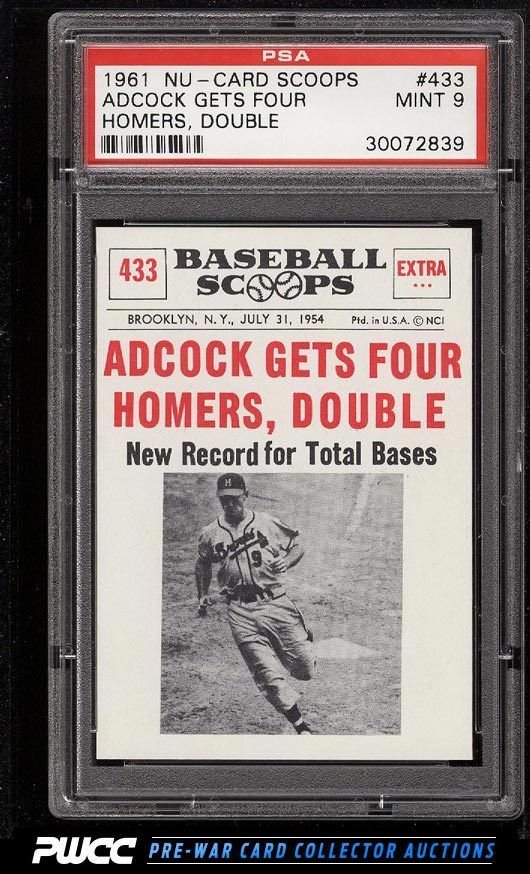 PSA
1961 NU-CARD SCOOPS #433
ADCOCK GETS FOUR MINT 9
HOMERS, DOUBLE
30072839
433 BASEBALL SCOOPS EXTRA
BROOKLYN, N.Y., JULY 31, 1954 Ptd. in U.S.A. © NCI
ADCOCK GETS FOUR
HOMERS, DOUBLE
New Record for Total Bases
M
Braves
9
PWCC PRE-WAR CARD COLLECTOR AUCTIONS